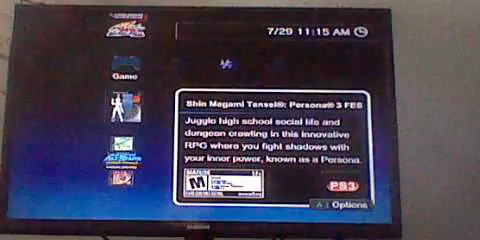 7/29 11:15 AM
Game
Shin Megami Tensei®: Persona® 3 FES
Juggle high school social life and
dungeon crawling in this innovative
RPG where you fight shadows with
your inner power, known as a Persona.
MATURE 17+
M
PS3
: Options
SAMSUNG